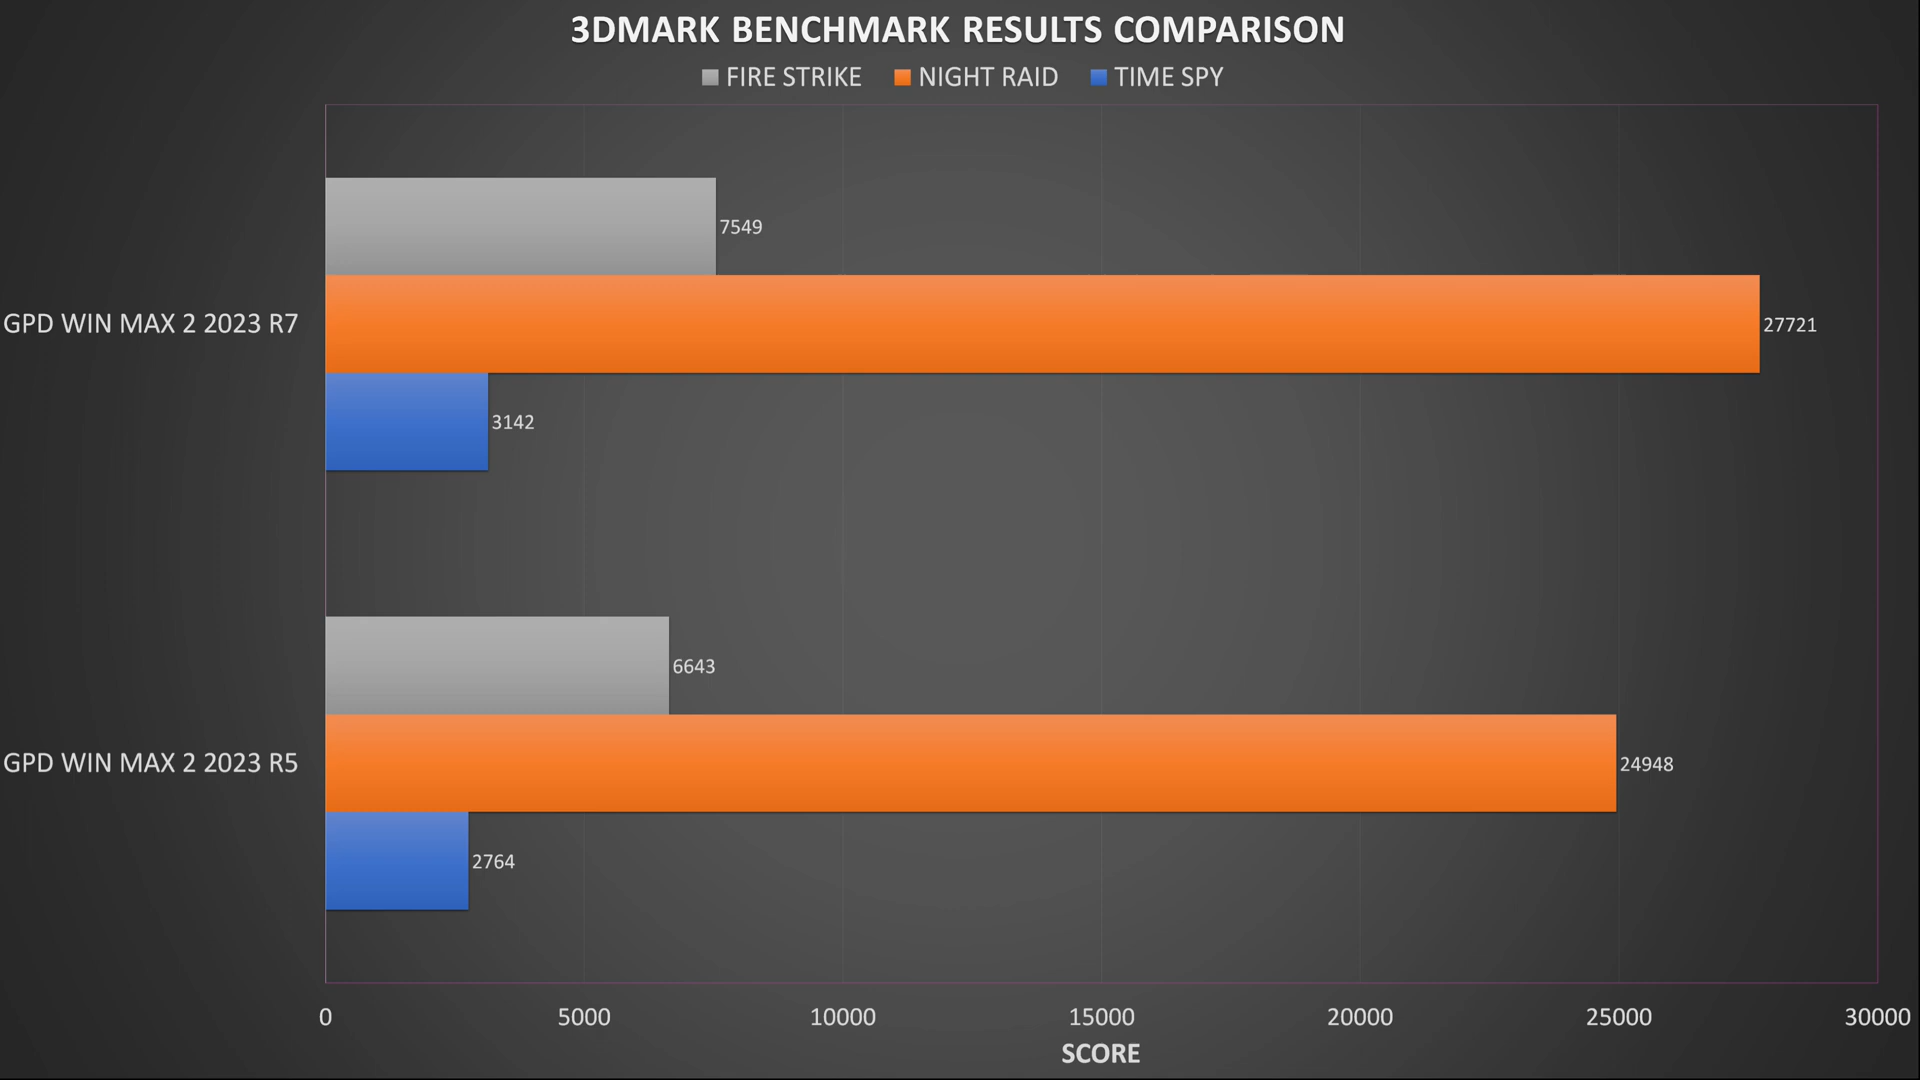 3DMARK BENCHMARK RESULTS COMPARISON
FIRE STRIKE NIGHT RAID TIME SPY
7549
GPD WIN MAX 2 2023 R7
27721
3142
6643
GPD WIN MAX 2 2023 R5
24948
2764
0 5000 10000 15000 20000 25000 30000
SCORE